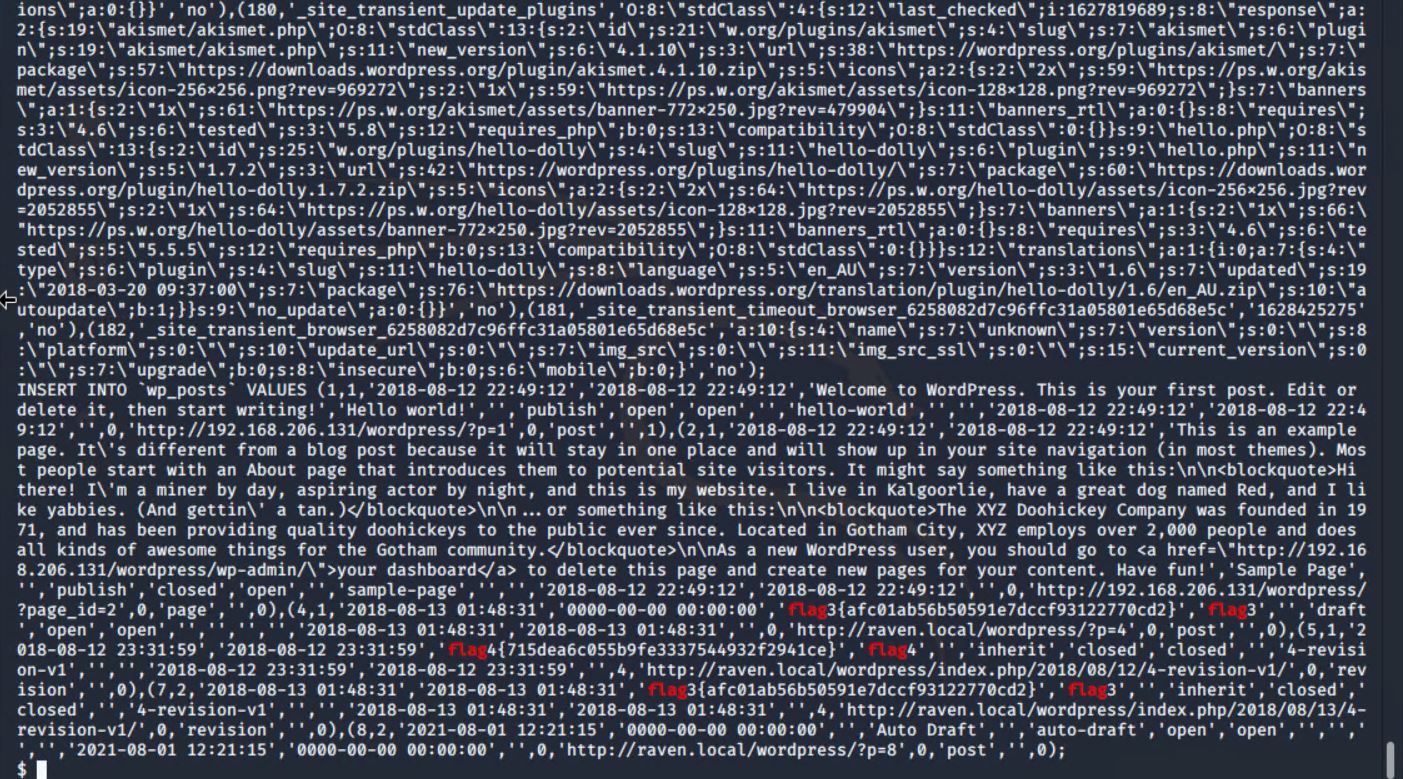 ions\";a:0:{}}','no'),(180,'_site_transient_update_plugins','O:8:\"stdClass\":4:{s:12:\"last_checked\";i:1627819689;s:8:\"response\";a:
2:{s:19:\"akismet/akismet.php\";O:8:\"stdClass\":13:{s:2:\"id\";s:21:\"w.org/plugins/akismet\";s:4:\"slug\";s:7:\"akismet\";s:6:\"plugi
n\";s:19:\"akismet/akismet.php\";s:11:\"new_version\";s:6:\"4.1.10\";s:3:\"url\";s:38:\"https://wordpress.org/plugins/akismet/\";s:7:\"
package\";s:57:\"https://downloads.wordpress.org/plugin/akismet.4.1.10.zip\";s:5:\"icons\";a:2:{s:2:\"2x\";s:59:\"https://ps.w.org/akis
met/assets/icon-256×256.png?rev=969272\";s:2:\"1x\";s:59:\"https://ps.w.org/akismet/assets/icon-128×128.png?rev=969272\";}s:7:\"banners
\";a:1:{s:2:\"1x\";s:61:\"https://ps.w.org/akismet/assets/banner-772×250.jpg?rev=479904\";}s:11:\"banners_rtl\";a:0:{}s:8:\"requires\";
s:3:\"4.6\";s:6:\"tested\";s:3:\"5.8\";s:12:\"requires_php\";b:0;s:13:\"compatibility\";O:8:\"stdClass\":0:{}}s:9:\"hello.php\";O:8:\"s
tdClass\":13:{s:2:\"id\";s:25:\"w.org/plugins/hello-dolly\";s:4:\"slug\";s:11:\"hello-dolly\";s:6:\"plugin\";s:9:\"hello.php\";s:11:\"n
ew_version\";s:5:\"1.7.2\";s:3:\"url\";s:42:\"https://wordpress.org/plugins/hello-dolly/\";s:7:\"package\";s:60:\"https://downloads.wor
dpress.org/plugin/hello-dolly.1.7.2.zip\";s:5:\"icons\";a:2:{s:2:\"2x\";s:64:\"https://ps.w.org/hello-dolly/assets/icon-256×256.jpg?rev
=2052855\";s:2:\"1x\";s:64:\"https://ps.w.org/hello-dolly/assets/icon-128×128.jpg?rev=2052855\";}s:7:\"banners\";a:1:{s:2:\"1x\";s:66:\
"https://ps.w.org/hello-dolly/assets/banner-772×250.jpg?rev=2052855\";}s:11:\"banners_rtl\";a:0:{}s:8:\"requires\";s:3:\"4.6\";s:6:\"te
sted\";s:5:\"5.5.5\";s:12:\"requires_php\";b:0;s:13:\"compatibility\";O:8:\"stdClass\":0:{}}}s:12:\"translations\";a:1:{i:0;a:7:{s:4:\"
type\";s:6:\"plugin\";s:4:\"slug\";s:11:\"hello-dolly\";s:8:\"language\";s:5:\"en_AU\";s:7:\"version\";s:3:\"1.6\";s:7:\"updated\";s:19
:\"2018-03-20 09:37:00\";s:7:\"package\";s:76:\"https://downloads.wordpress.org/translation/plugin/hello-dolly/1.6/en_AU.zip\";s:10:\"a
utoupdate\";b:1;}}s:9:\"no_update\";a:0:{}}','no'),(181,'_site_transient_timeout_browser_6258082d7c96ffc31a05801e65d68e5c','1628425275'
,'no'),(182,'_site_transient_browser_6258082d7c96ffc31a05801e65d68e5c','a:10:{s:4:\"name\";s:7:\"unknown\";s:7:\"version\";s:0:\"\";s:8
:\"platform\";s:0:\"\";s:10:\"update_url\";s:0:\"\";s:7:\"img_src\";s:0:\"\";s:11:\"img_src_ssl\";s:0:\"\";s:15:\"current_version\";s:0
:\"\";s:7:\"upgrade\";b:0;s:8:\"insecure\";b:0;s:6:\"mobile\";b:0;}','no');
INSERT INTO `wp_posts` VALUES (1,1,'2018-08-12 22:49:12','2018-08-12 22:49:12','Welcome to WordPress. This is your first post. Edit or
delete it, then start writing!','Hello world!','','publish','open','open','','hello-world','','','2018-08-12 22:49:12','2018-08-12 22:4
9:12','',0,'http://192.168.206.131/wordpress/?p=1',0,'post','',1),(2,1,'2018-08-12 22:49:12','2018-08-12 22:49:12','This is an example
page. It\'s different from a blog post because it will stay in one place and will show up in your site navigation (in most themes). Mos
t people start with an About page that introduces them to potential site visitors. It might say something like this:\n\n<blockquote>Hi
there! I\'m a miner by day, aspiring actor by night, and this is my website. I live in Kalgoorlie, have a great dog named Red, and I li
ke yabbies. (And gettin\' a tan.)</blockquote>\n\n...or something like this:\n\n<blockquote>The XYZ Doohickey Company was founded in 19
71, and has been providing quality doohickeys to the public ever since. Located in Gotham City, XYZ employs over 2,000 people and does
all kinds of awesome things for the Gotham community.</blockquote>\n\nAs a new WordPress user, you should go to <a href=\"http://192.16
8.206.131/wordpress/wp-admin/\">your dashboard</a> to delete this page and create new pages for your content. Have fun!','Sample Page',
'','publish','closed','open','','sample-page','','','2018-08-12 22:49:12','2018-08-12 22:49:12','',0,'http://192.168.206.131/wordpress/
?page_id=2',0,'page','',0),(4,1,'2018-08-13 01:48:31','0000-00-00 00:00:00','flag3{afc01ab56b50591e7dccf93122770cd2}','flag3','','draft
','open','open','','','','','2018-08-13 01:48:31','2018-08-13 01:48:31','',0,'http://raven.local/wordpress/?p=4',0,'post','',0),(5,1,'2
018-08-12 23:31:59','2018-08-12 23:31:59','flag4{715dea6c055b9fe3337544932f2941ce}','flag4','','inherit','closed','closed','','4-revisi
on-v1','','','2018-08-12 23:31:59','2018-08-12 23:31:59','',4,'http://raven.local/wordpress/index.php/2018/08/12/4-revision-v1/',0,'rev
ision','',0),(7,2,'2018-08-13 01:48:31','2018-08-13 01:48:31','flag3{afc01ab56b50591e7dccf93122770cd2}','flag3','','inherit','closed','
closed','','4-revision-v1','','','2018-08-13 01:48:31','2018-08-13 01:48:31','',4,'http://raven.local/wordpress/index.php/2018/08/13/4-
revision-v1/',0,'revision','',0),(8,2,'2021-08-01 12:21:15','0000-00-00 00:00:00','','Auto Draft','','auto-draft','open','open','','','
','','2021-08-01 12:21:15','0000-00-00 00:00:00','',0,'http://raven.local/wordpress/?p=8',0,'post','',0);
$